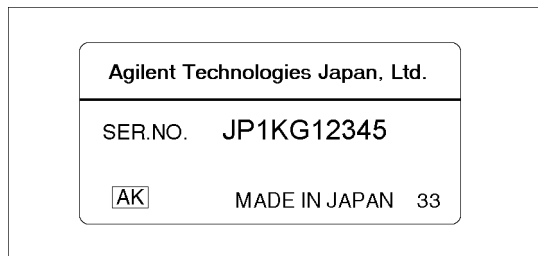 Agilent Technologies Japan, Ltd.
SER.NO. JP1KG12345
AK MADE IN JAPAN 33